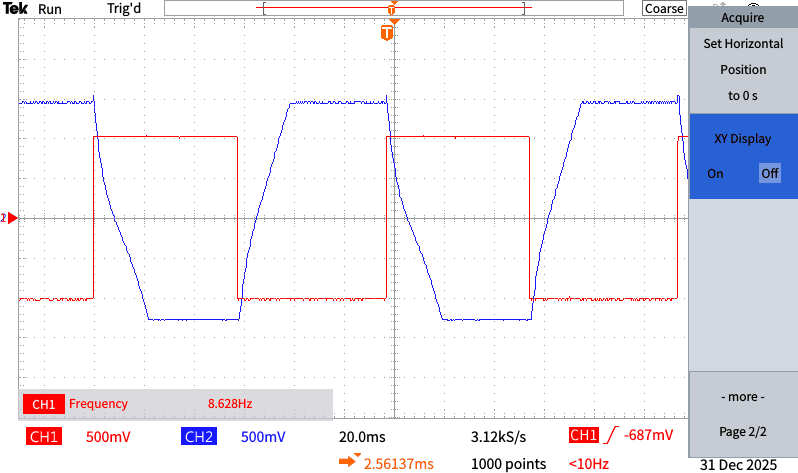 Tek Run Trig'd Coarse
T
T
Acquire
Set Horizontal
Position
to 0 s
XY Display
On Off
2
CH1 Frequency 8.628Hz
- more -
Page 2/2
CH1 500mV CH2 500mV 20.0ms 3.12kS/s CH1 -687mV
2.56137ms 1000 points <10Hz 31 Dec 2025